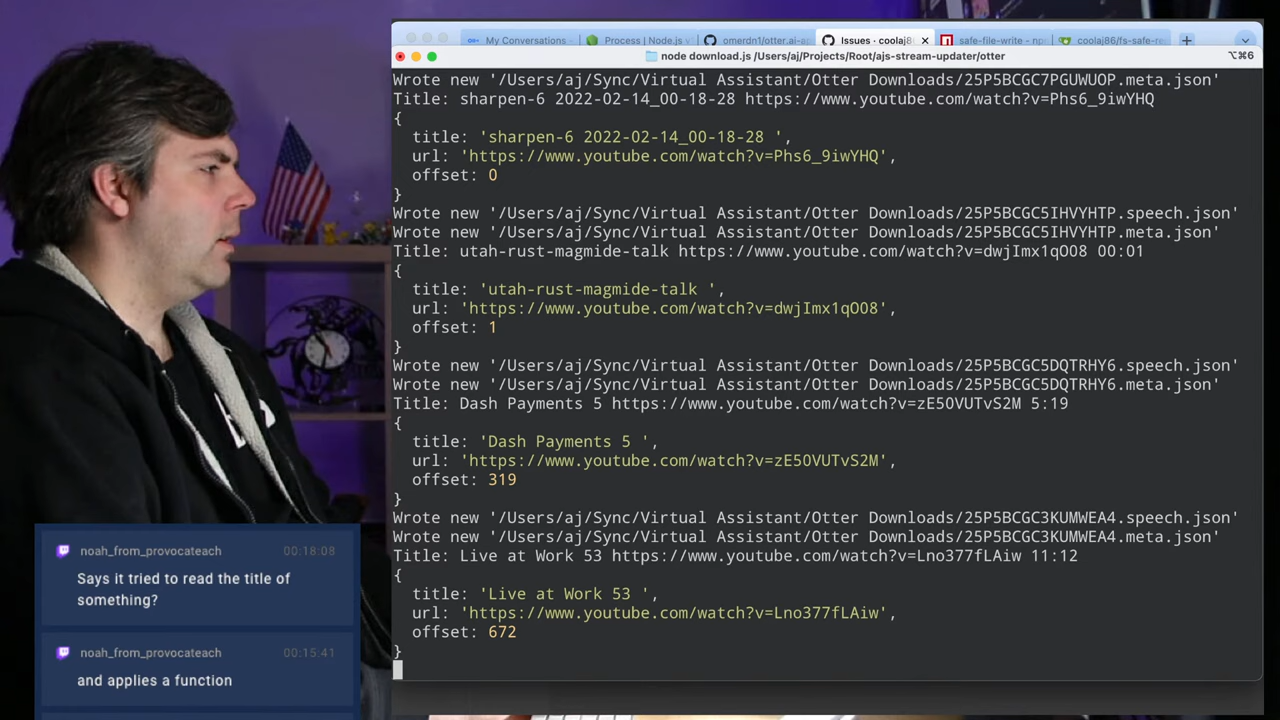 My Conversations
Process | Node.js
omerdn1/otter.ai-ap
Issues · coolaj8
safe-file-write - np
coolaj86/fs-safe-re
node download.js /Users/aj/Projects/Root/ajs-stream-updater/otter
⌥⌘6
Wrote new '/Users/aj/Sync/Virtual Assistant/Otter Downloads/25P5BCGC7PGUWUOP.meta.json'
Title: sharpen-6 2022-02-14_00-18-28 https://www.youtube.com/watch?v=Phs6_9iwYHQ
{
title: 'sharpen-6 2022-02-14_00-18-28 ',
url: 'https://www.youtube.com/watch?v=Phs6_9iwYHQ',
offset: 0
}
Wrote new '/Users/aj/Sync/Virtual Assistant/Otter Downloads/25P5BCGC5IHVYHTP.speech.json'
Wrote new '/Users/aj/Sync/Virtual Assistant/Otter Downloads/25P5BCGC5IHVYHTP.meta.json'
Title: utah-rust-magmide-talk https://www.youtube.com/watch?v=dwjImx1qO08 00:01
{
title: 'utah-rust-magmide-talk ',
url: 'https://www.youtube.com/watch?v=dwjImx1qO08',
offset: 1
}
Wrote new '/Users/aj/Sync/Virtual Assistant/Otter Downloads/25P5BCGC5DQTRHY6.speech.json'
Wrote new '/Users/aj/Sync/Virtual Assistant/Otter Downloads/25P5BCGC5DQTRHY6.meta.json'
Title: Dash Payments 5 https://www.youtube.com/watch?v=zE50VUTvS2M 5:19
{
title: 'Dash Payments 5 ',
url: 'https://www.youtube.com/watch?v=zE50VUTvS2M',
offset: 319
}
Wrote new '/Users/aj/Sync/Virtual Assistant/Otter Downloads/25P5BCGC3KUMWEA4.speech.json'
Wrote new '/Users/aj/Sync/Virtual Assistant/Otter Downloads/25P5BCGC3KUMWEA4.meta.json'
Title: Live at Work 53 https://www.youtube.com/watch?v=Lno377fLAiw 11:12
{
title: 'Live at Work 53 ',
url: 'https://www.youtube.com/watch?v=Lno377fLAiw',
offset: 672
}
noah_from_provocateach 00:18:08
Says it tried to read the title of
something?
noah_from_provocateach 00:15:41
and applies a function